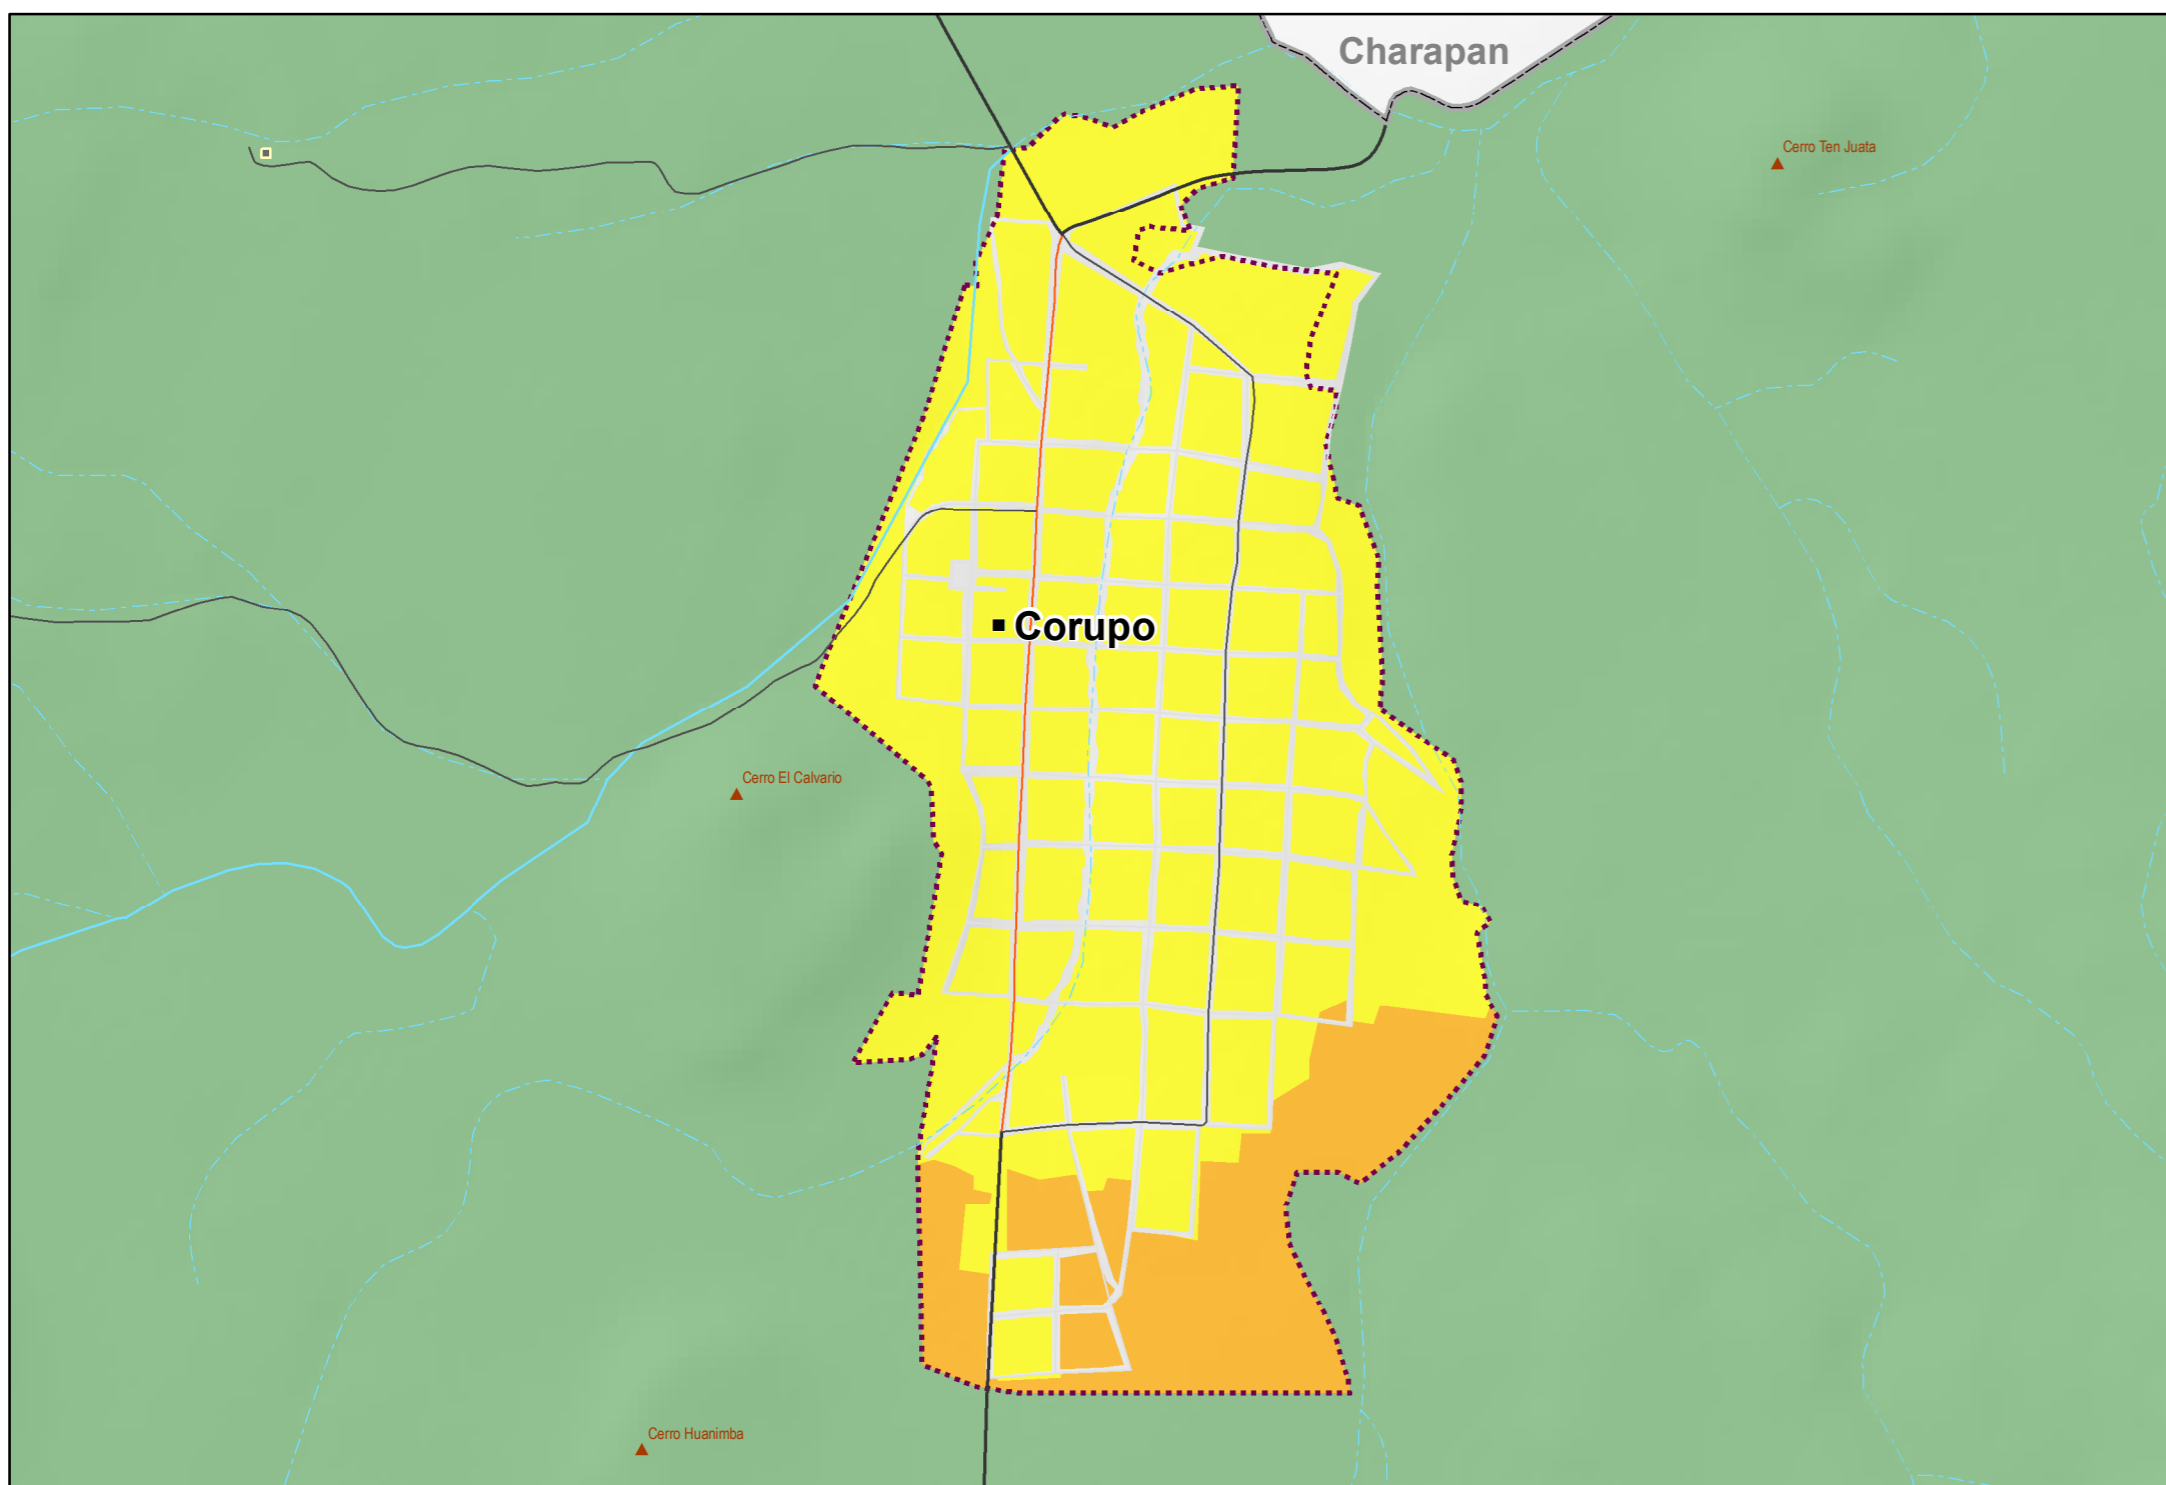 Charapan
Cerro Ten Juata
Corupo
Cerro El Calvario
Cerro Huanimba